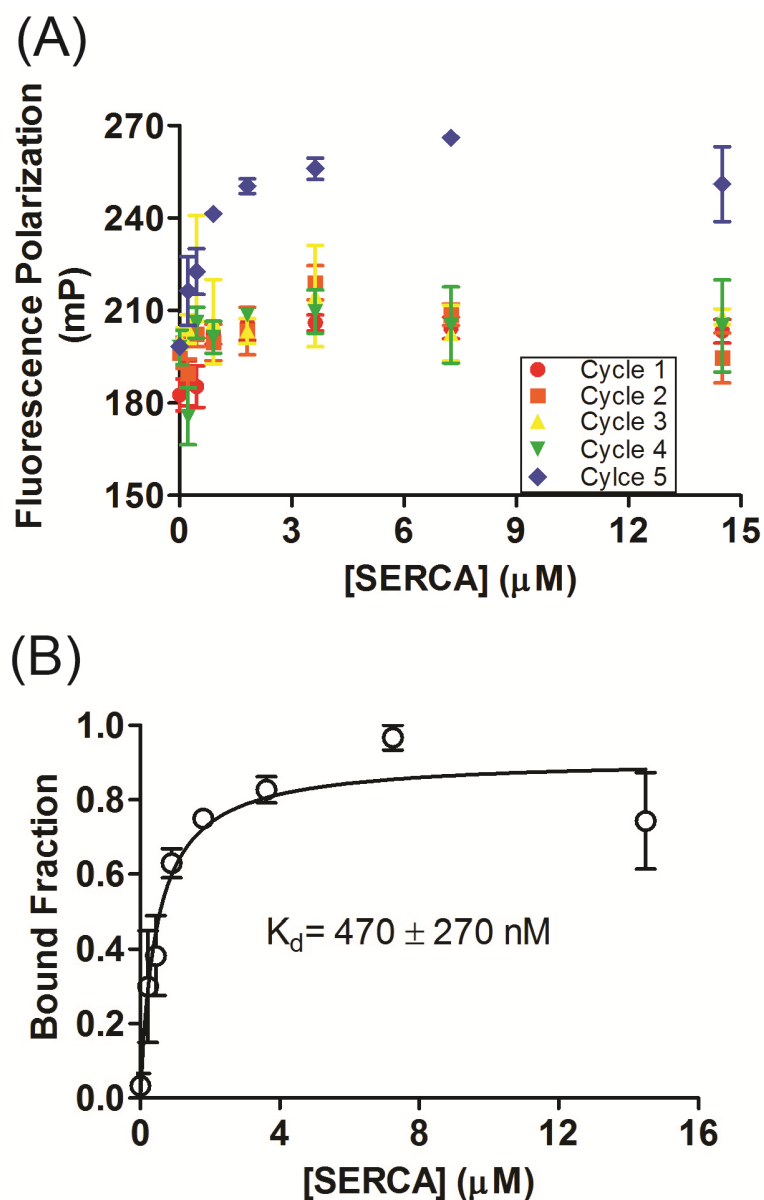 (A)
Fluorescence Polarization
(mP)
270
240
210
180
150
Cycle 1
Cycle 2
Cycle 3
Cycle 4
Cylce 5
0 3 6 9 12 15
[SERCA] (μM)
(B)
Bound Fraction
1.0
0.8
0.6
0.4
0.2
0.0
Kd= 470 ± 270 nM
0 4 8 12 16
[SERCA] (μM)